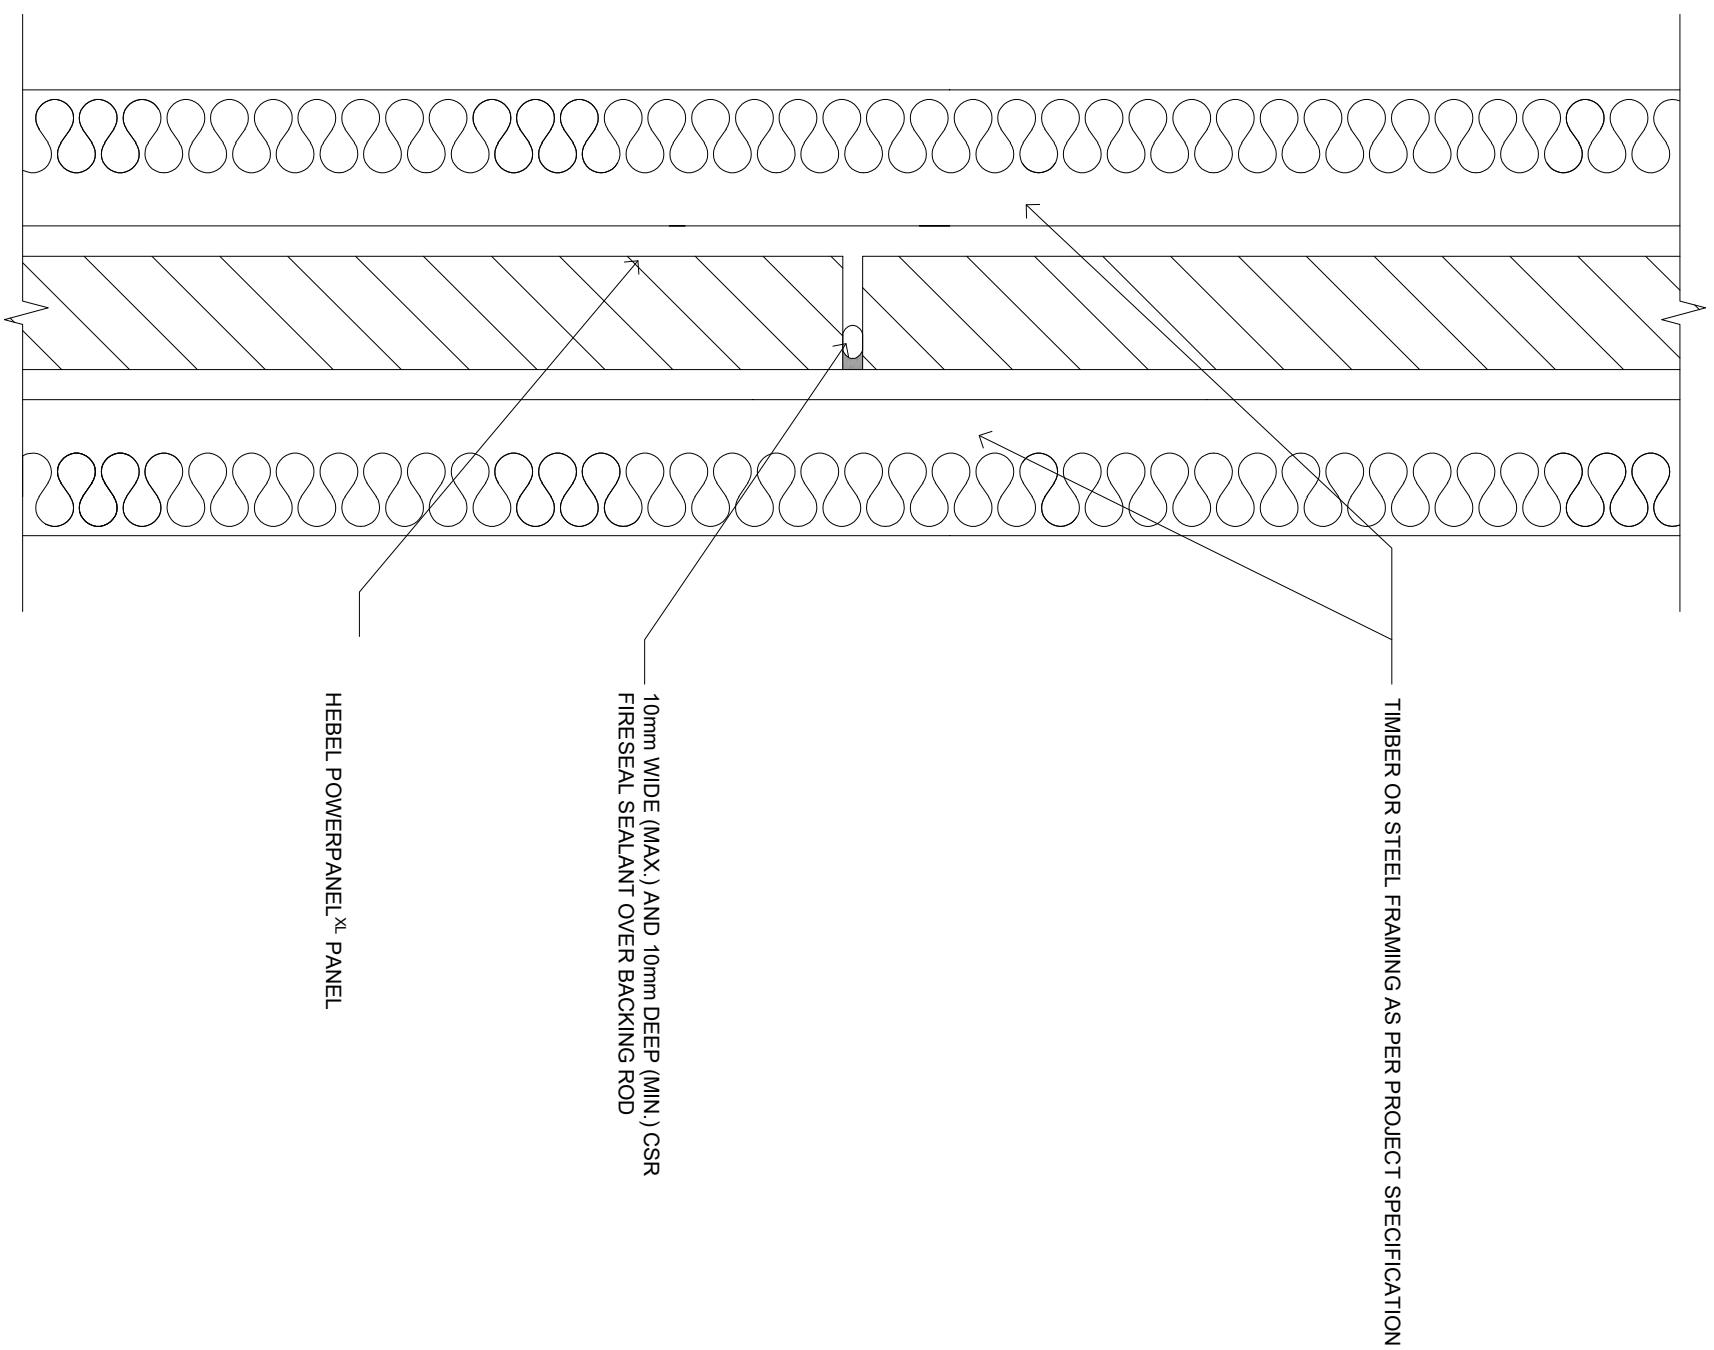 TIMBER OR STEEL FRAMING AS PER PROJECT SPECIFICATION
10mm WIDE (MAX.) AND 10mm DEEP (MIN.) CSR
FIRESEAL SEALANT OVER BACKING ROD
HEBEL POWERPANEL^XL PANEL